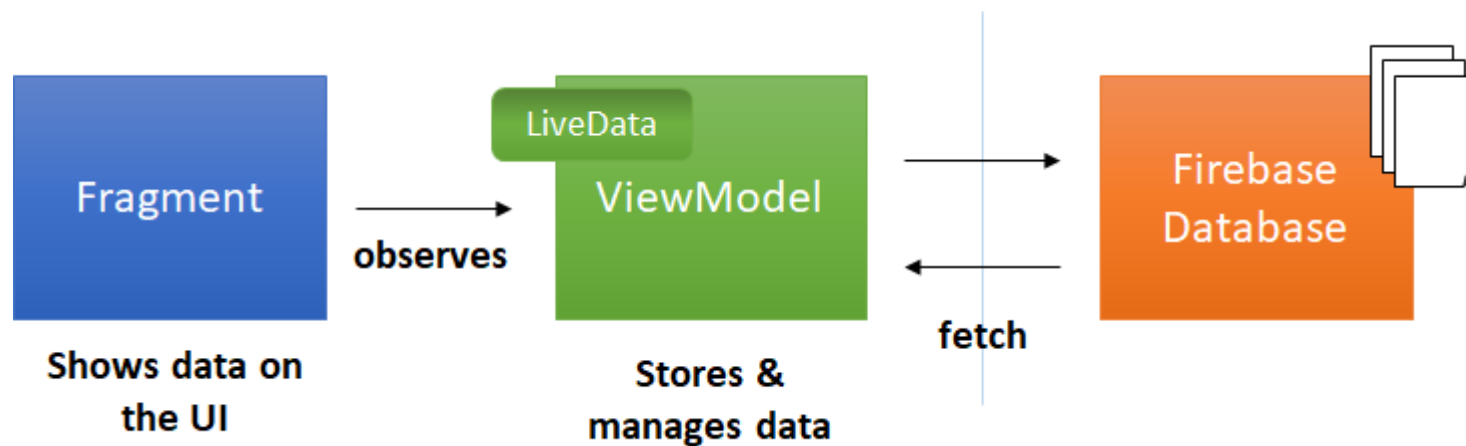 Fragment
Shows data on
the UI
observes
LiveData
ViewModel
Stores &
manages data
fetch
Firebase
Database